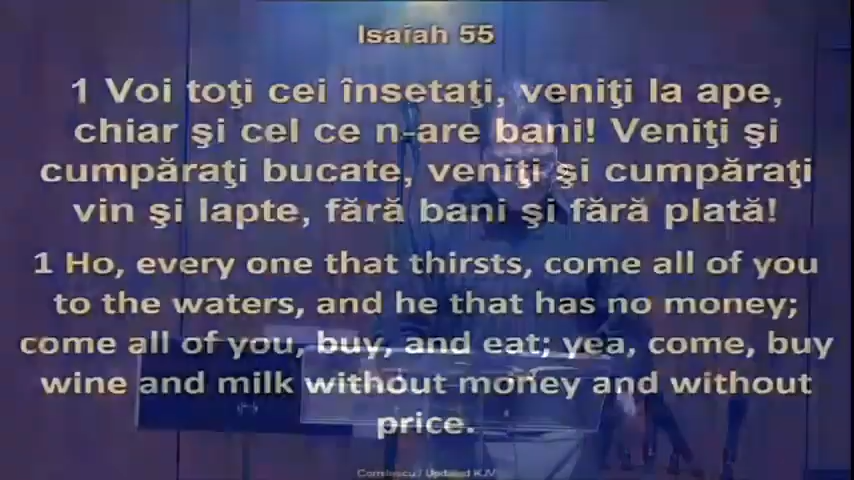 Isaiah 55
1 Voi toţi cei însetaţi, veniţi la ape,
chiar şi cel ce n-are bani! Veniţi şi
cumpăraţi bucate, veniţi şi cumpăraţi
vin şi lapte, fără bani şi fără plată!
1 Ho, every one that thirsts, come all of you
to the waters, and he that has no money;
come all of you, buy, and eat; yea, come, buy
wine and milk without money and without
price.
Cornilescu / Updated KJV